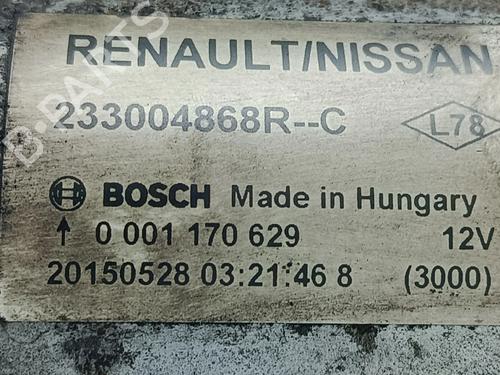 RENAULT/NISSAN
233004868R--C L78
BOSCH Made in Hungary
0 001 170 629 12V
20150528 03:21:46 8 (3000)
B-PARTS